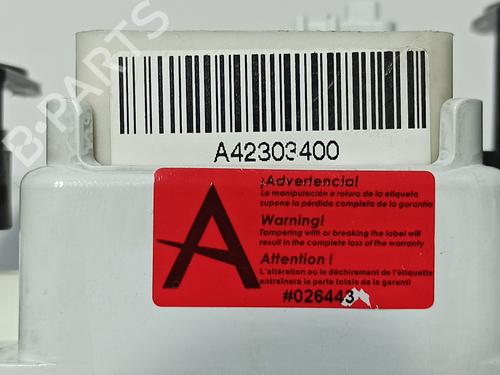 B-PARTS
A42303400
¡Advertencia!
La manipulación o rotura de la etiqueta
supone la pérdida completa de la garantía
Warning!
Tampering with or breaking the label will
result in the complete loss of the warranty
Attention !
L'altération ou le déchirement de l'étiquette
entraînera la perte totale de la garanti
#026443